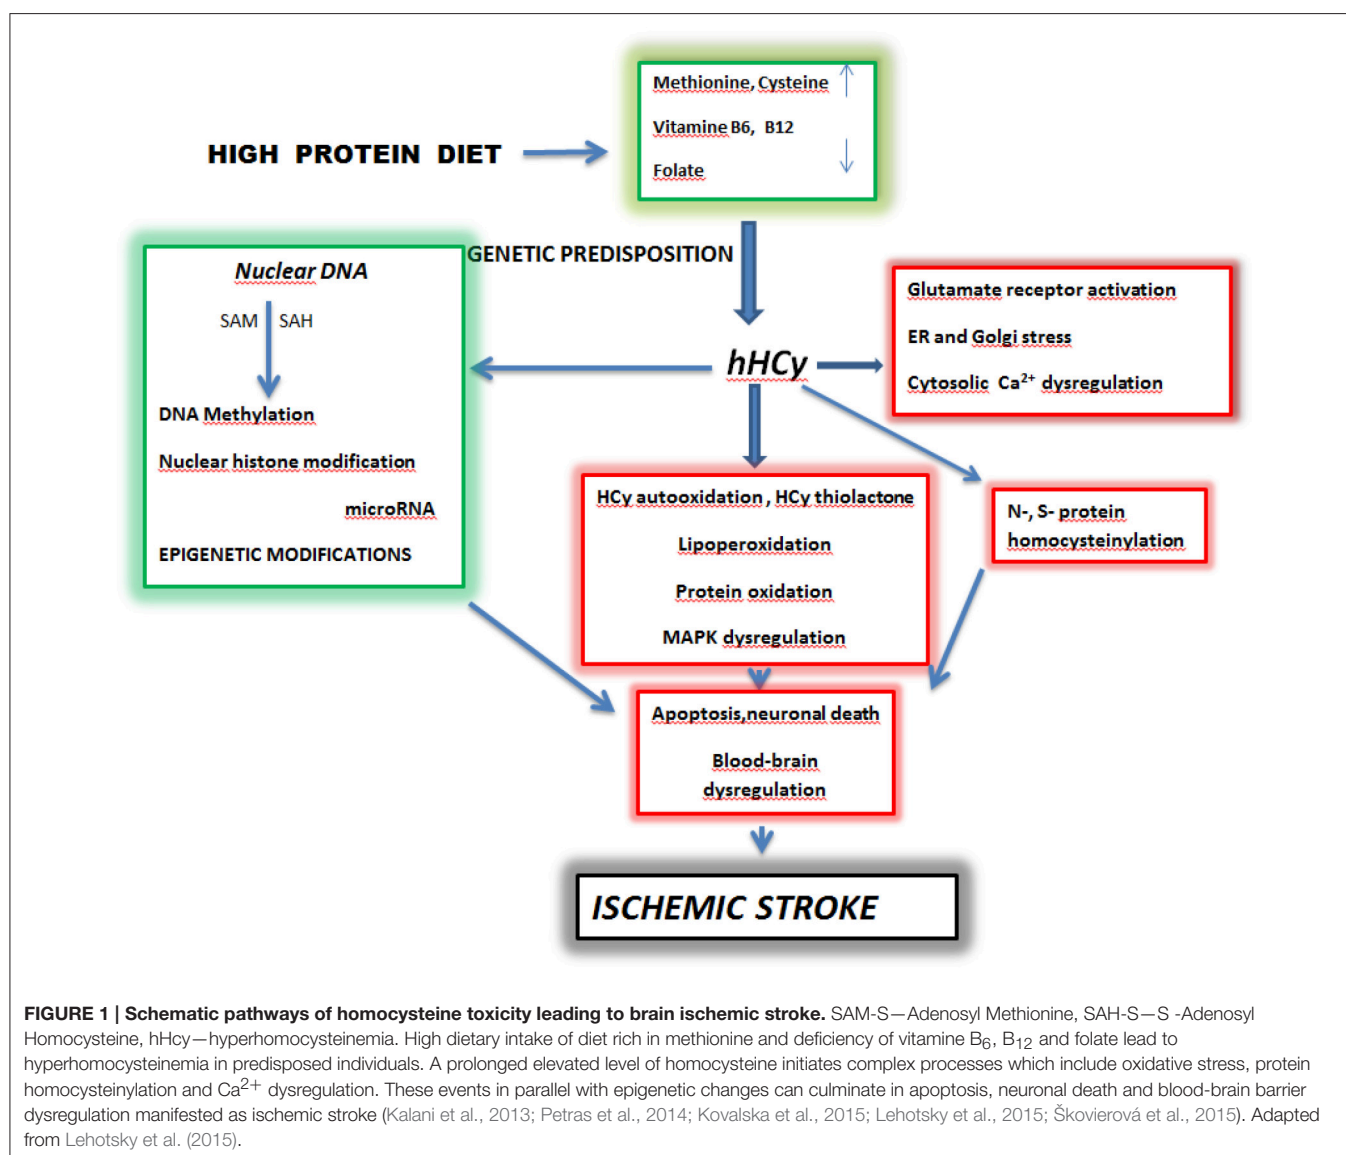 Methionine, Cysteine
Vitamine B6, B12
Folate
HIGH PROTEIN DIET
GENETIC PREDISPOSITION
Nuclear DNA
SAM SAH
DNA Methylation
Nuclear histone modification
microRNA
EPIGENETIC MODIFICATIONS
hHCy
Glutamate receptor activation
ER and Golgi stress
Cytosolic Ca²⁺ dysregulation
HCy autooxidation , HCy thiolactone
Lipoperoxidation
Protein oxidation
MAPK dysregulation
N-, S- protein
homocysteinylation
Apoptosis,neuronal death
Blood-brain
dysregulation
ISCHEMIC STROKE
FIGURE 1 | Schematic pathways of homocysteine toxicity leading to brain ischemic stroke. SAM-S—Adenosyl Methionine, SAH-S—S -Adenosyl
Homocysteine, hHcy—hyperhomocysteinemia. High dietary intake of diet rich in methionine and deficiency of vitamine B₆, B₁₂ and folate lead to
hyperhomocysteinemia in predisposed individuals. A prolonged elevated level of homocysteine initiates complex processes which include oxidative stress, protein
homocysteinylation and Ca²⁺ dysregulation. These events in parallel with epigenetic changes can culminate in apoptosis, neuronal death and blood-brain barrier
dysregulation manifested as ischemic stroke (Kalani et al., 2013; Petras et al., 2014; Kovalska et al., 2015; Lehotsky et al., 2015; Škovierová et al., 2015). Adapted
from Lehotsky et al. (2015).